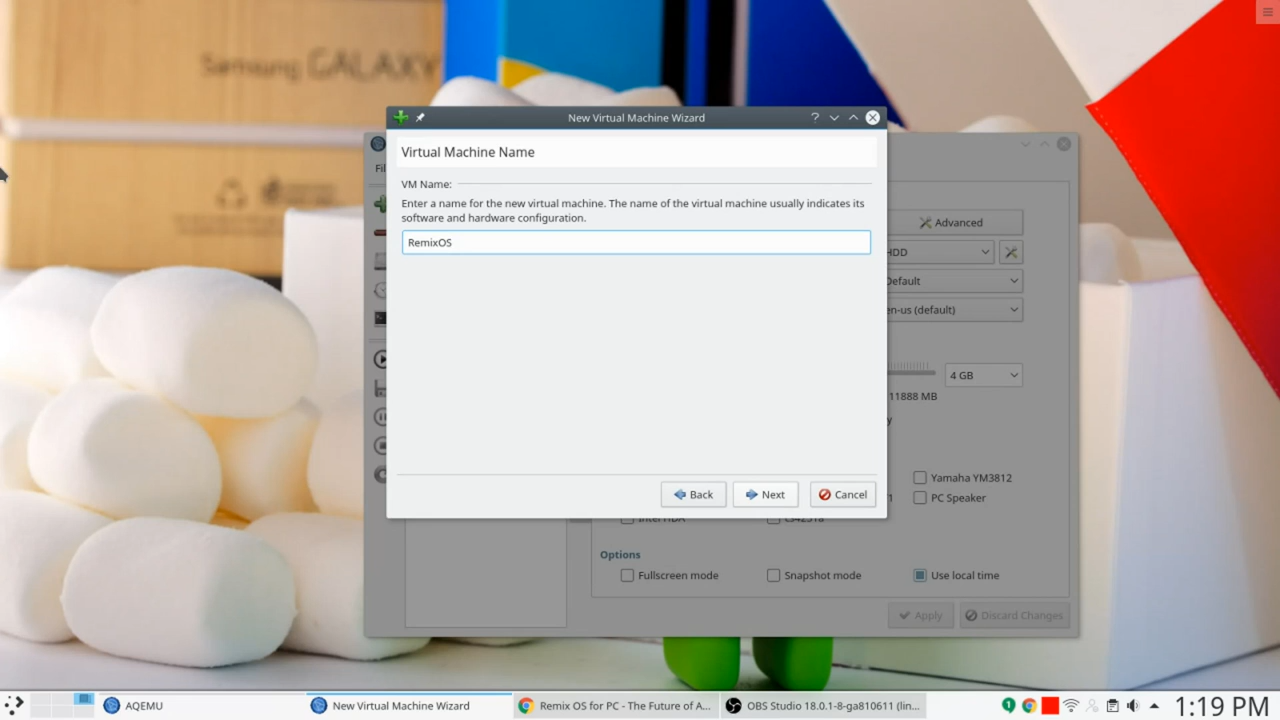 Samsung GALAXY
New Virtual Machine Wizard
?
Virtual Machine Name
Fil
VM Name:
Enter a name for the new virtual machine. The name of the virtual machine usually indicates its
software and hardware configuration.
RemixOS
Advanced
HDD
Default
en-us (default)
4 GB
11888 MB
y
Yamaha YM3812
PC Speaker
Back
Next
Cancel
Intel HDA
CS4231a
Options
Fullscreen mode
Snapshot mode
Use local time
Apply
Discard Changes
AQEMU
New Virtual Machine Wizard
Remix OS for PC - The Future of A...
OBS Studio 18.0.1-8-ga810611 (lin...
1:19 PM